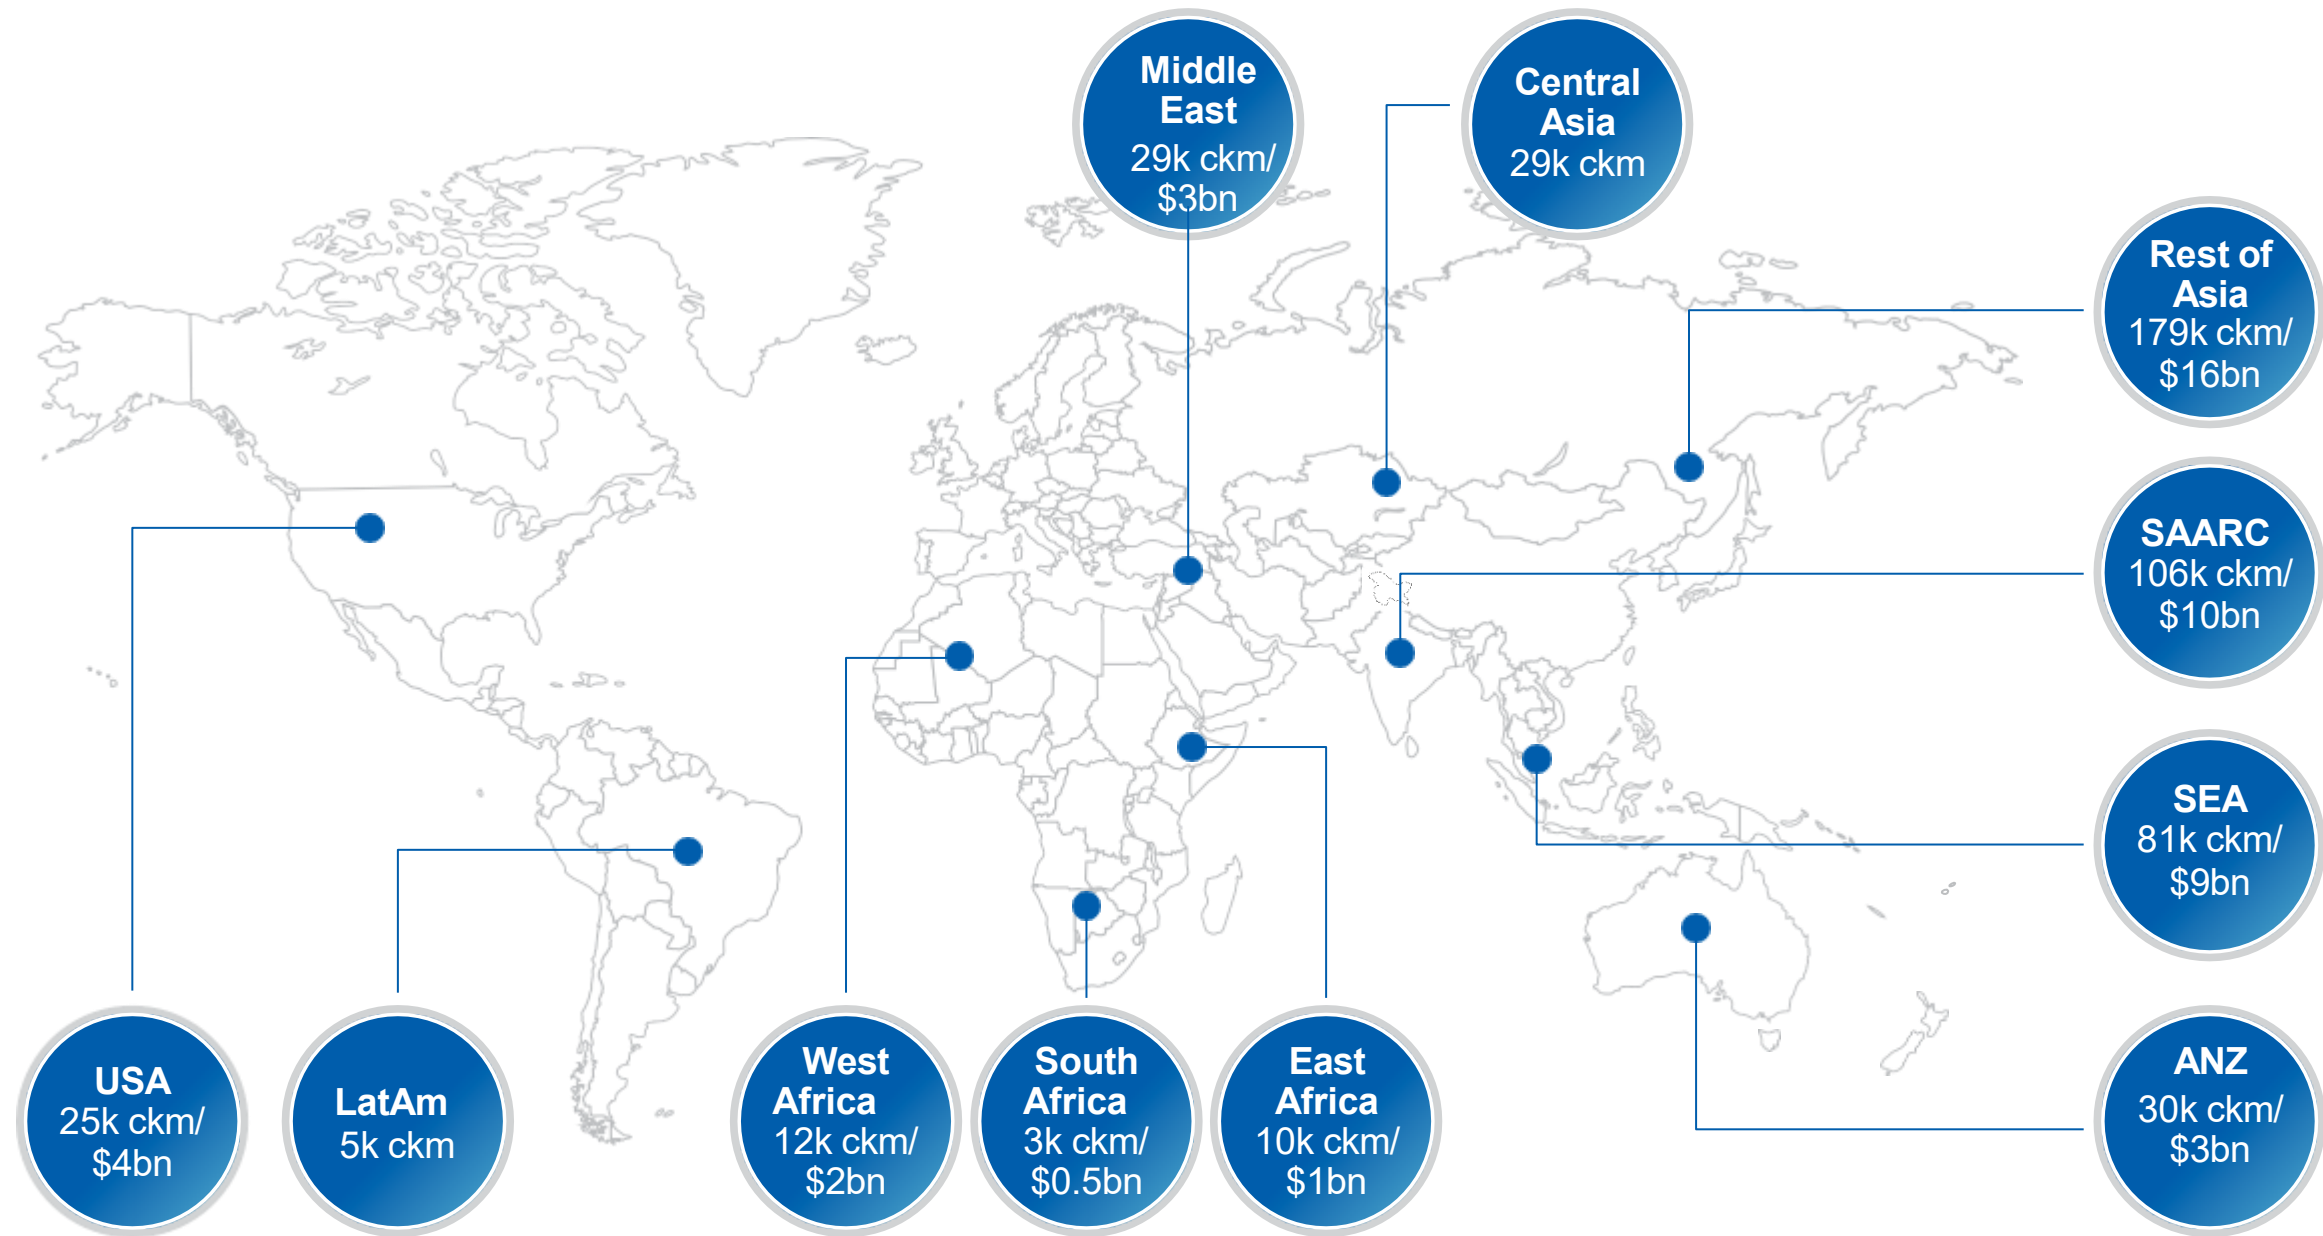 Middle
East
29k ckm/
$3bn
Central
Asia
29k ckm
Rest of
Asia
179k ckm/
$16bn
SAARC
106k ckm/
$10bn
SEA
81k ckm/
$9bn
ANZ
30k ckm/
$3bn
USA
25k ckm/
$4bn
LatAm
5k ckm
West
Africa
12k ckm/
$2bn
South
Africa
3k ckm/
$0.5bn
East
Africa
10k ckm/
$1bn